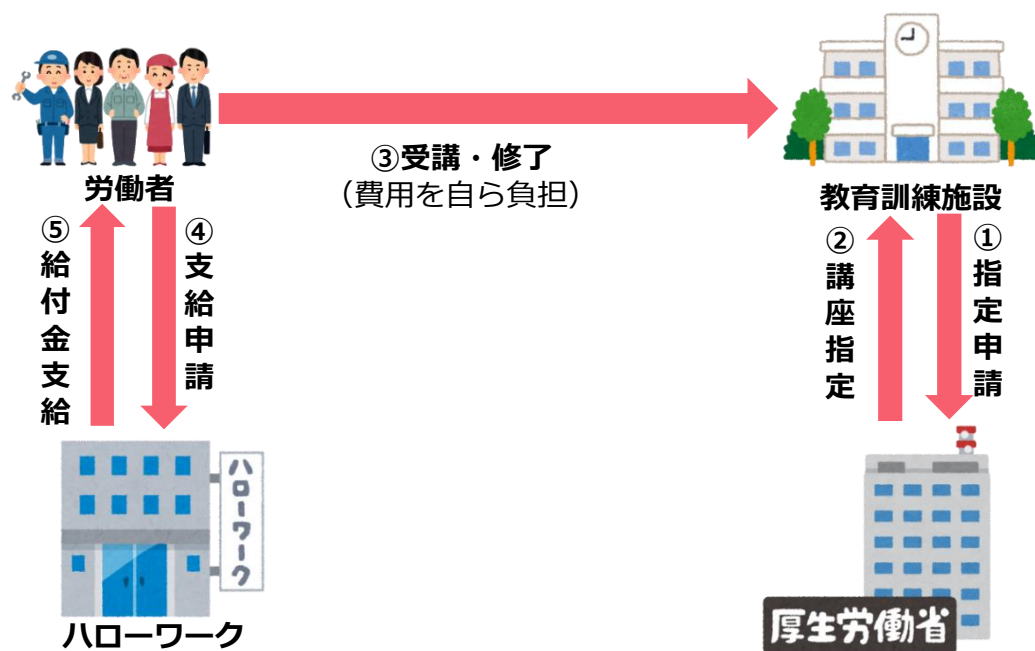 ③受講・修了
（費用を自ら負担）
労働者
教育訓練施設
⑤給付金支給
④支給申請
②講座指定
①指定申請
ハローワーク
ハローワーク
厚生労働省